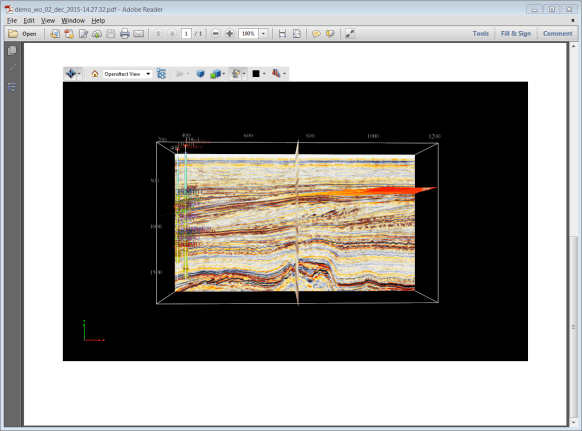 demo_wo_02_dec_2015-14.27.32.pdf - Adobe Reader
File Edit View Window Help
Open 1 / 1 100% Tools Fill & Sign Comment
Opendtect View
200 400 600 800 1000 1200
500
1000
1500